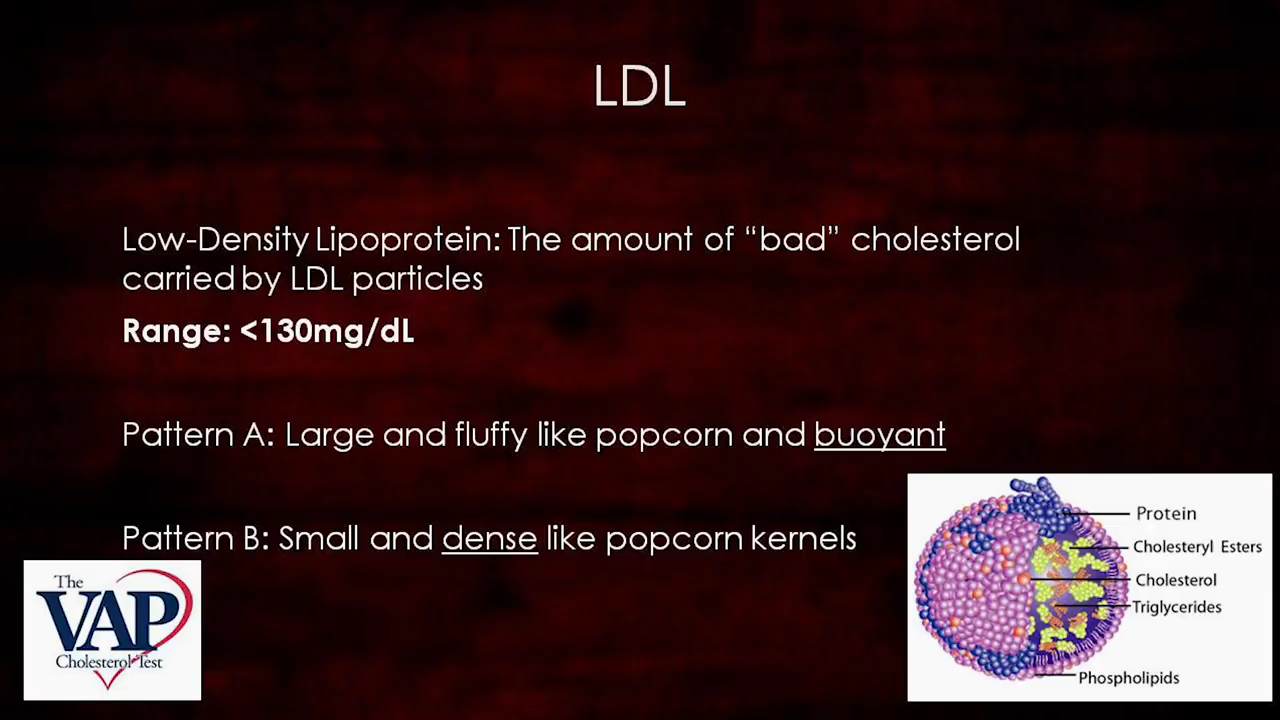 LDL
Low-Density Lipoprotein: The amount of “bad” cholesterol
carried by LDL particles
Range: <130mg/dL
Pattern A: Large and fluffy like popcorn and buoyant
Pattern B: Small and dense like popcorn kernels
The
VAP
Cholesterol Test
Protein
Cholesteryl Esters
Cholesterol
Triglycerides
Phospholipids